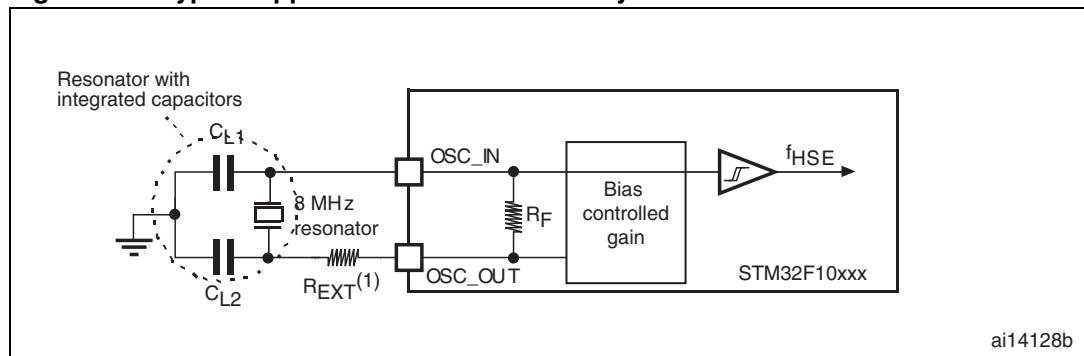 Resonator with
integrated capacitors
CL1
OSC_IN
fHSE
8 MHz
resonator
RF
Bias
controlled
gain
REXT(1)
OSC_OUT
STM32F10xxx
CL2
ai14128b